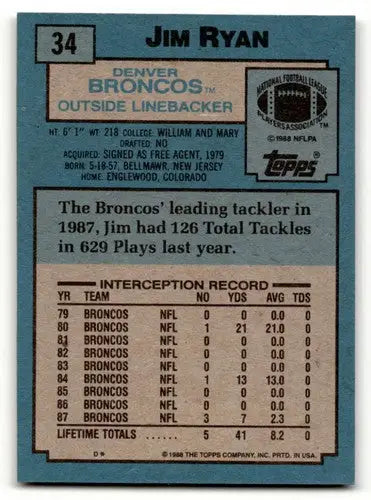 34
JIM RYAN
DENVER
BRONCOS™
OUTSIDE LINEBACKER
NATIONAL FOOTBALL LEAGUE
PLAYERS ASSOCIATION
© 1988 NFLPA
TOPPS®
HT. 6' 1" WT. 218 COLLEGE: WILLIAM AND MARY
DRAFTED: NO
ACQUIRED: SIGNED AS FREE AGENT, 1979
BORN: 5-18-57, BELLMAWR, NEW JERSEY
HOME: ENGLEWOOD, COLORADO
The Broncos' leading tackler in
1987, Jim had 126 Total Tackles
in 629 Plays last year.
INTERCEPTION RECORD
YR TEAM NO YDS AVG TDS
79 BRONCOS NFL 0 0 0.0 0
80 BRONCOS NFL 1 21 21.0 0
81 BRONCOS NFL 0 0 0.0 0
82 BRONCOS NFL 0 0 0.0 0
83 BRONCOS NFL 0 0 0.0 0
84 BRONCOS NFL 1 13 13.0 0
85 BRONCOS NFL 0 0 0.0 0
86 BRONCOS NFL 0 0 0.0 0
87 BRONCOS NFL 3 7 2.3 0
LIFETIME TOTALS ...... 5 41 8.2 0
D* © 1988 THE TOPPS COMPANY, INC. PRTD. IN USA.